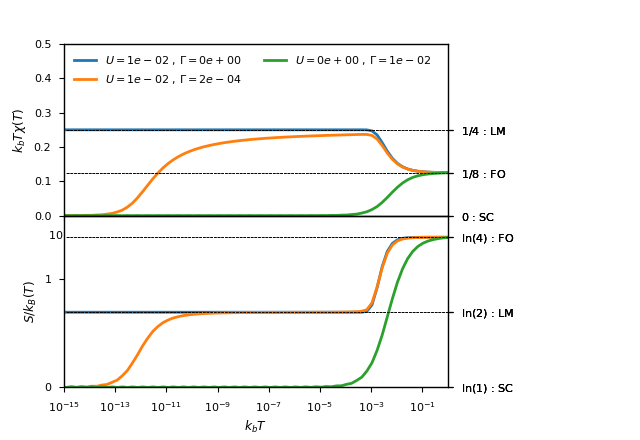 0.5
U = 1e − 02 , Γ = 0e + 00
U = 0e + 00 , Γ = 1e − 02
U = 1e − 02 , Γ = 2e − 04
0.4
0.3
k_bTχ(T)
0.2
0.1
0.0
1/4 : LM
1/8 : FO
0 : SC
10
1
0
S/k_B(T)
ln(4) : FO
ln(2) : LM
ln(1) : SC
10^−15 10^−13 10^−11 10^−9 10^−7 10^−5 10^−3 10^−1
k_bT